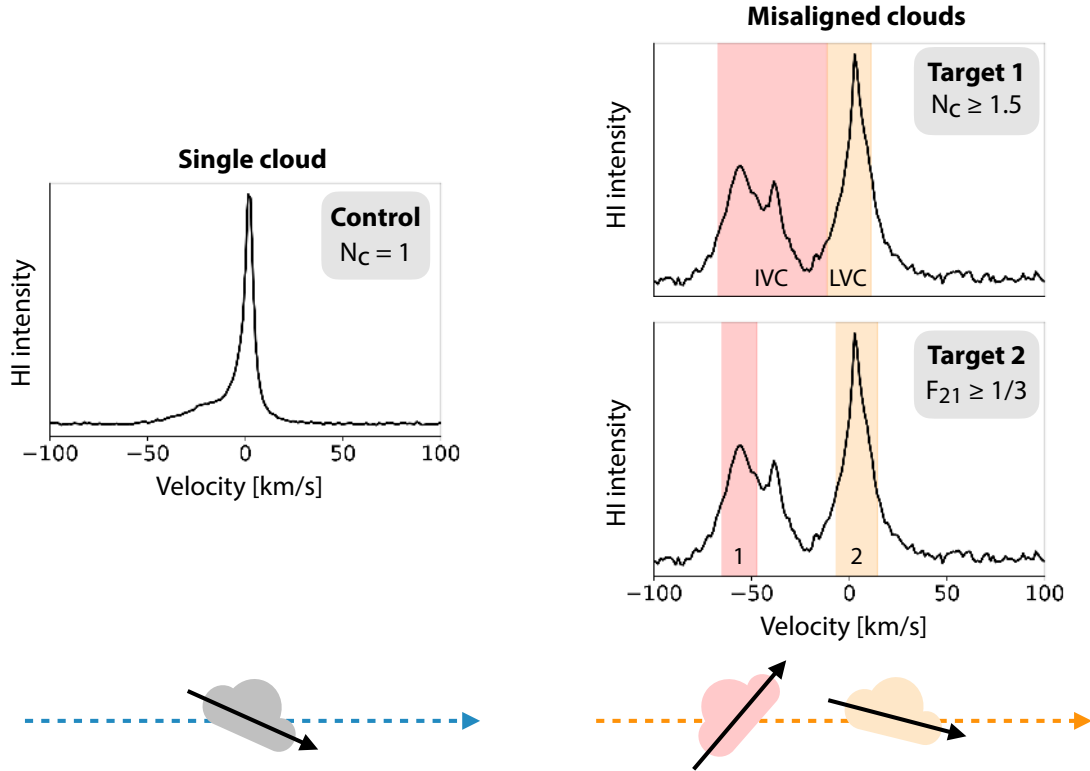 Single cloud
Control
N_C = 1
HI intensity
−100
−50
0
50
100
Velocity [km/s]
Misaligned clouds
Target 1
N_C ≥ 1.5
HI intensity
IVC
LVC
Target 2
F_21 ≥ 1/3
HI intensity
1
2
−100
−50
0
50
100
Velocity [km/s]